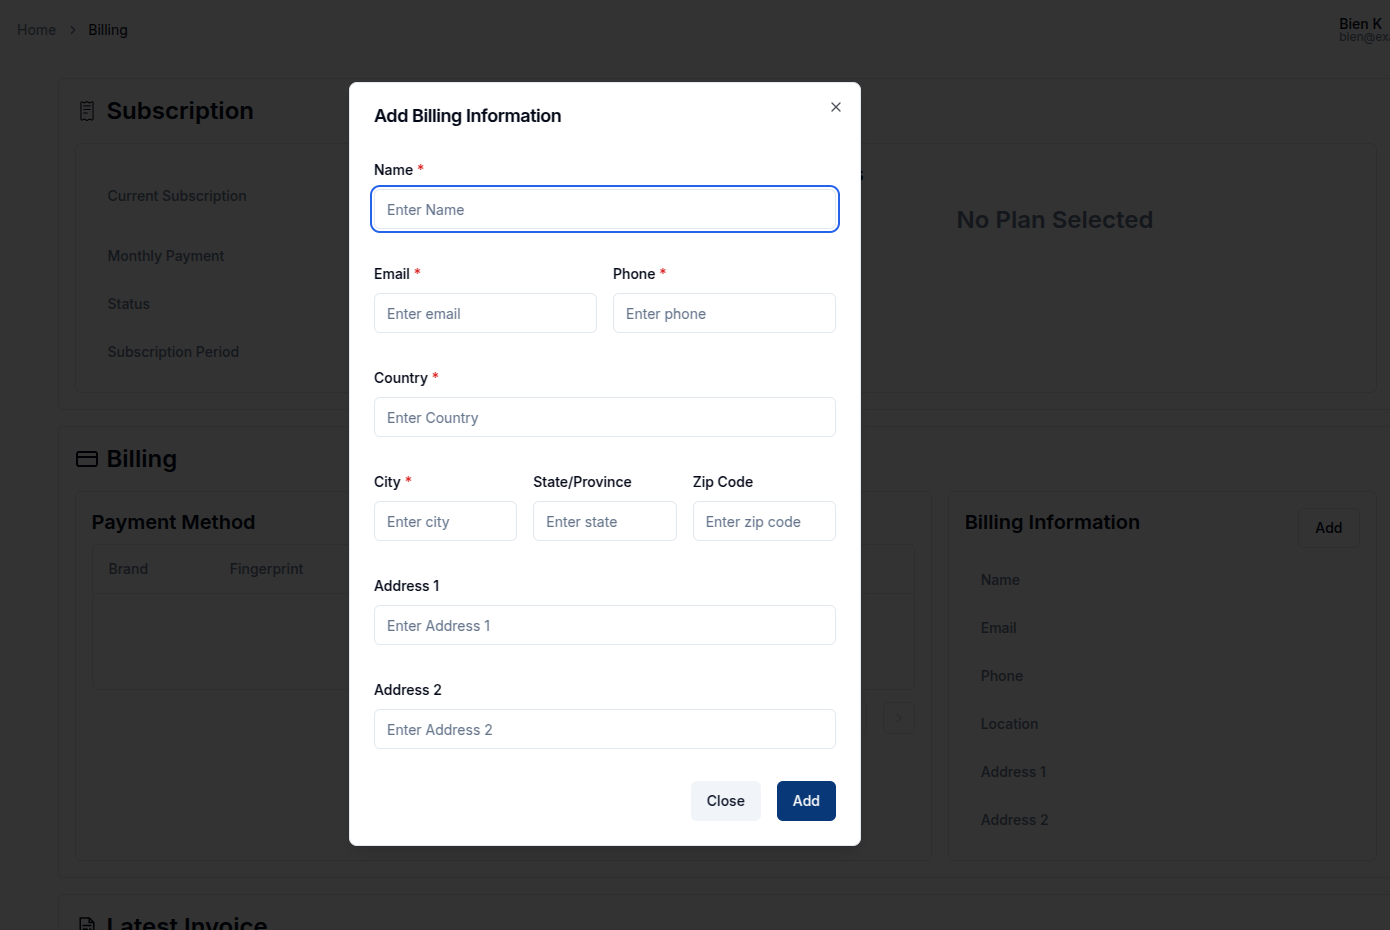 Home > Billing
Bien K
bien@ex
Subscription
Current Subscription
Monthly Payment
Status
Subscription Period
No Plan Selected
Billing
Payment Method
Brand Fingerprint
Billing Information
Add
Name
Email
Phone
Location
Address 1
Address 2
Latest Invoice
Add Billing Information
Name *
Enter Name
Email * Phone *
Enter email Enter phone
Country *
Enter Country
City * State/Province Zip Code
Enter city Enter state Enter zip code
Address 1
Enter Address 1
Address 2
Enter Address 2
Close Add